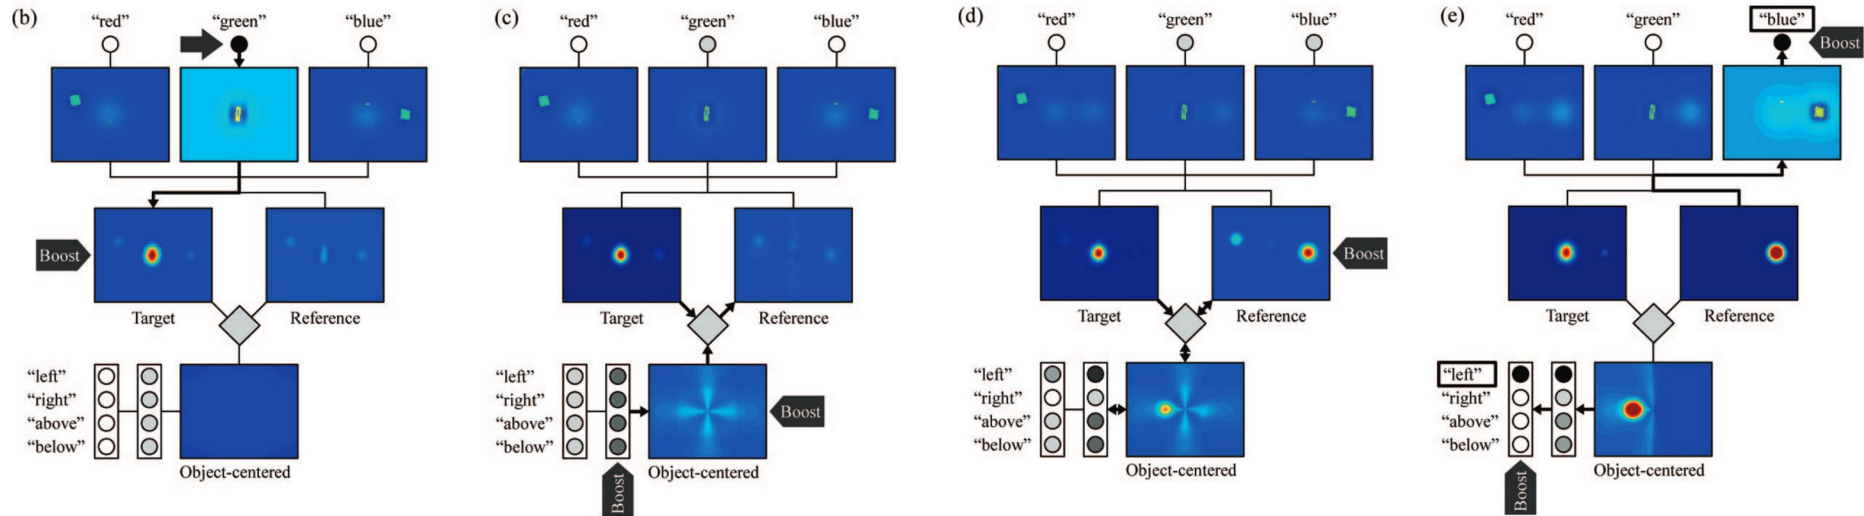 (b)
“red”
“green”
“blue”
Boost
Target
Reference
“left”
“right”
“above”
“below”
Object-centered
(c)
“red”
“green”
“blue”
Target
Reference
“left”
“right”
“above”
“below”
Boost
Object-centered
Boost
(d)
“red”
“green”
“blue”
Boost
Target
Reference
“left”
“right”
“above”
“below”
Object-centered
(e)
“red”
“green”
“blue”
Boost
Target
Reference
“left”
“right”
“above”
“below”
Object-centered
Boost